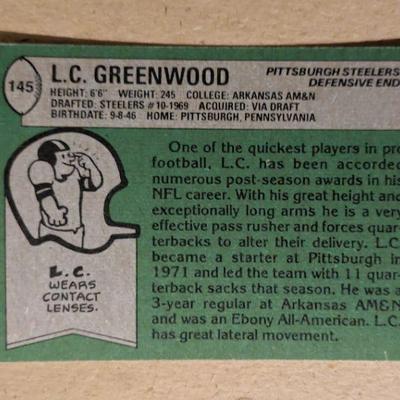 145
L.C. GREENWOOD
PITTSBURGH STEELERS
DEFENSIVE END
HEIGHT: 6'6" WEIGHT: 245 COLLEGE: ARKANSAS AM&N
DRAFTED: STEELERS #10-1969 ACQUIRED: VIA DRAFT
BIRTHDATE: 9-8-46 HOME: PITTSBURGH, PENNSYLVANIA
One of the quickest players in pro
football, L.C. has been accorded
numerous post-season awards in his
NFL career. With his great height and
exceptionally long arms he is a very
effective pass rusher and forces quar-
terbacks to alter their delivery. L.C.
became a starter at Pittsburgh in
1971 and led the team with 11 quar-
terback sacks that season. He was a
3-year regular at Arkansas AM&N
and was an Ebony All-American. L.C.
has great lateral movement.
L.C.
WEARS
CONTACT
LENSES.